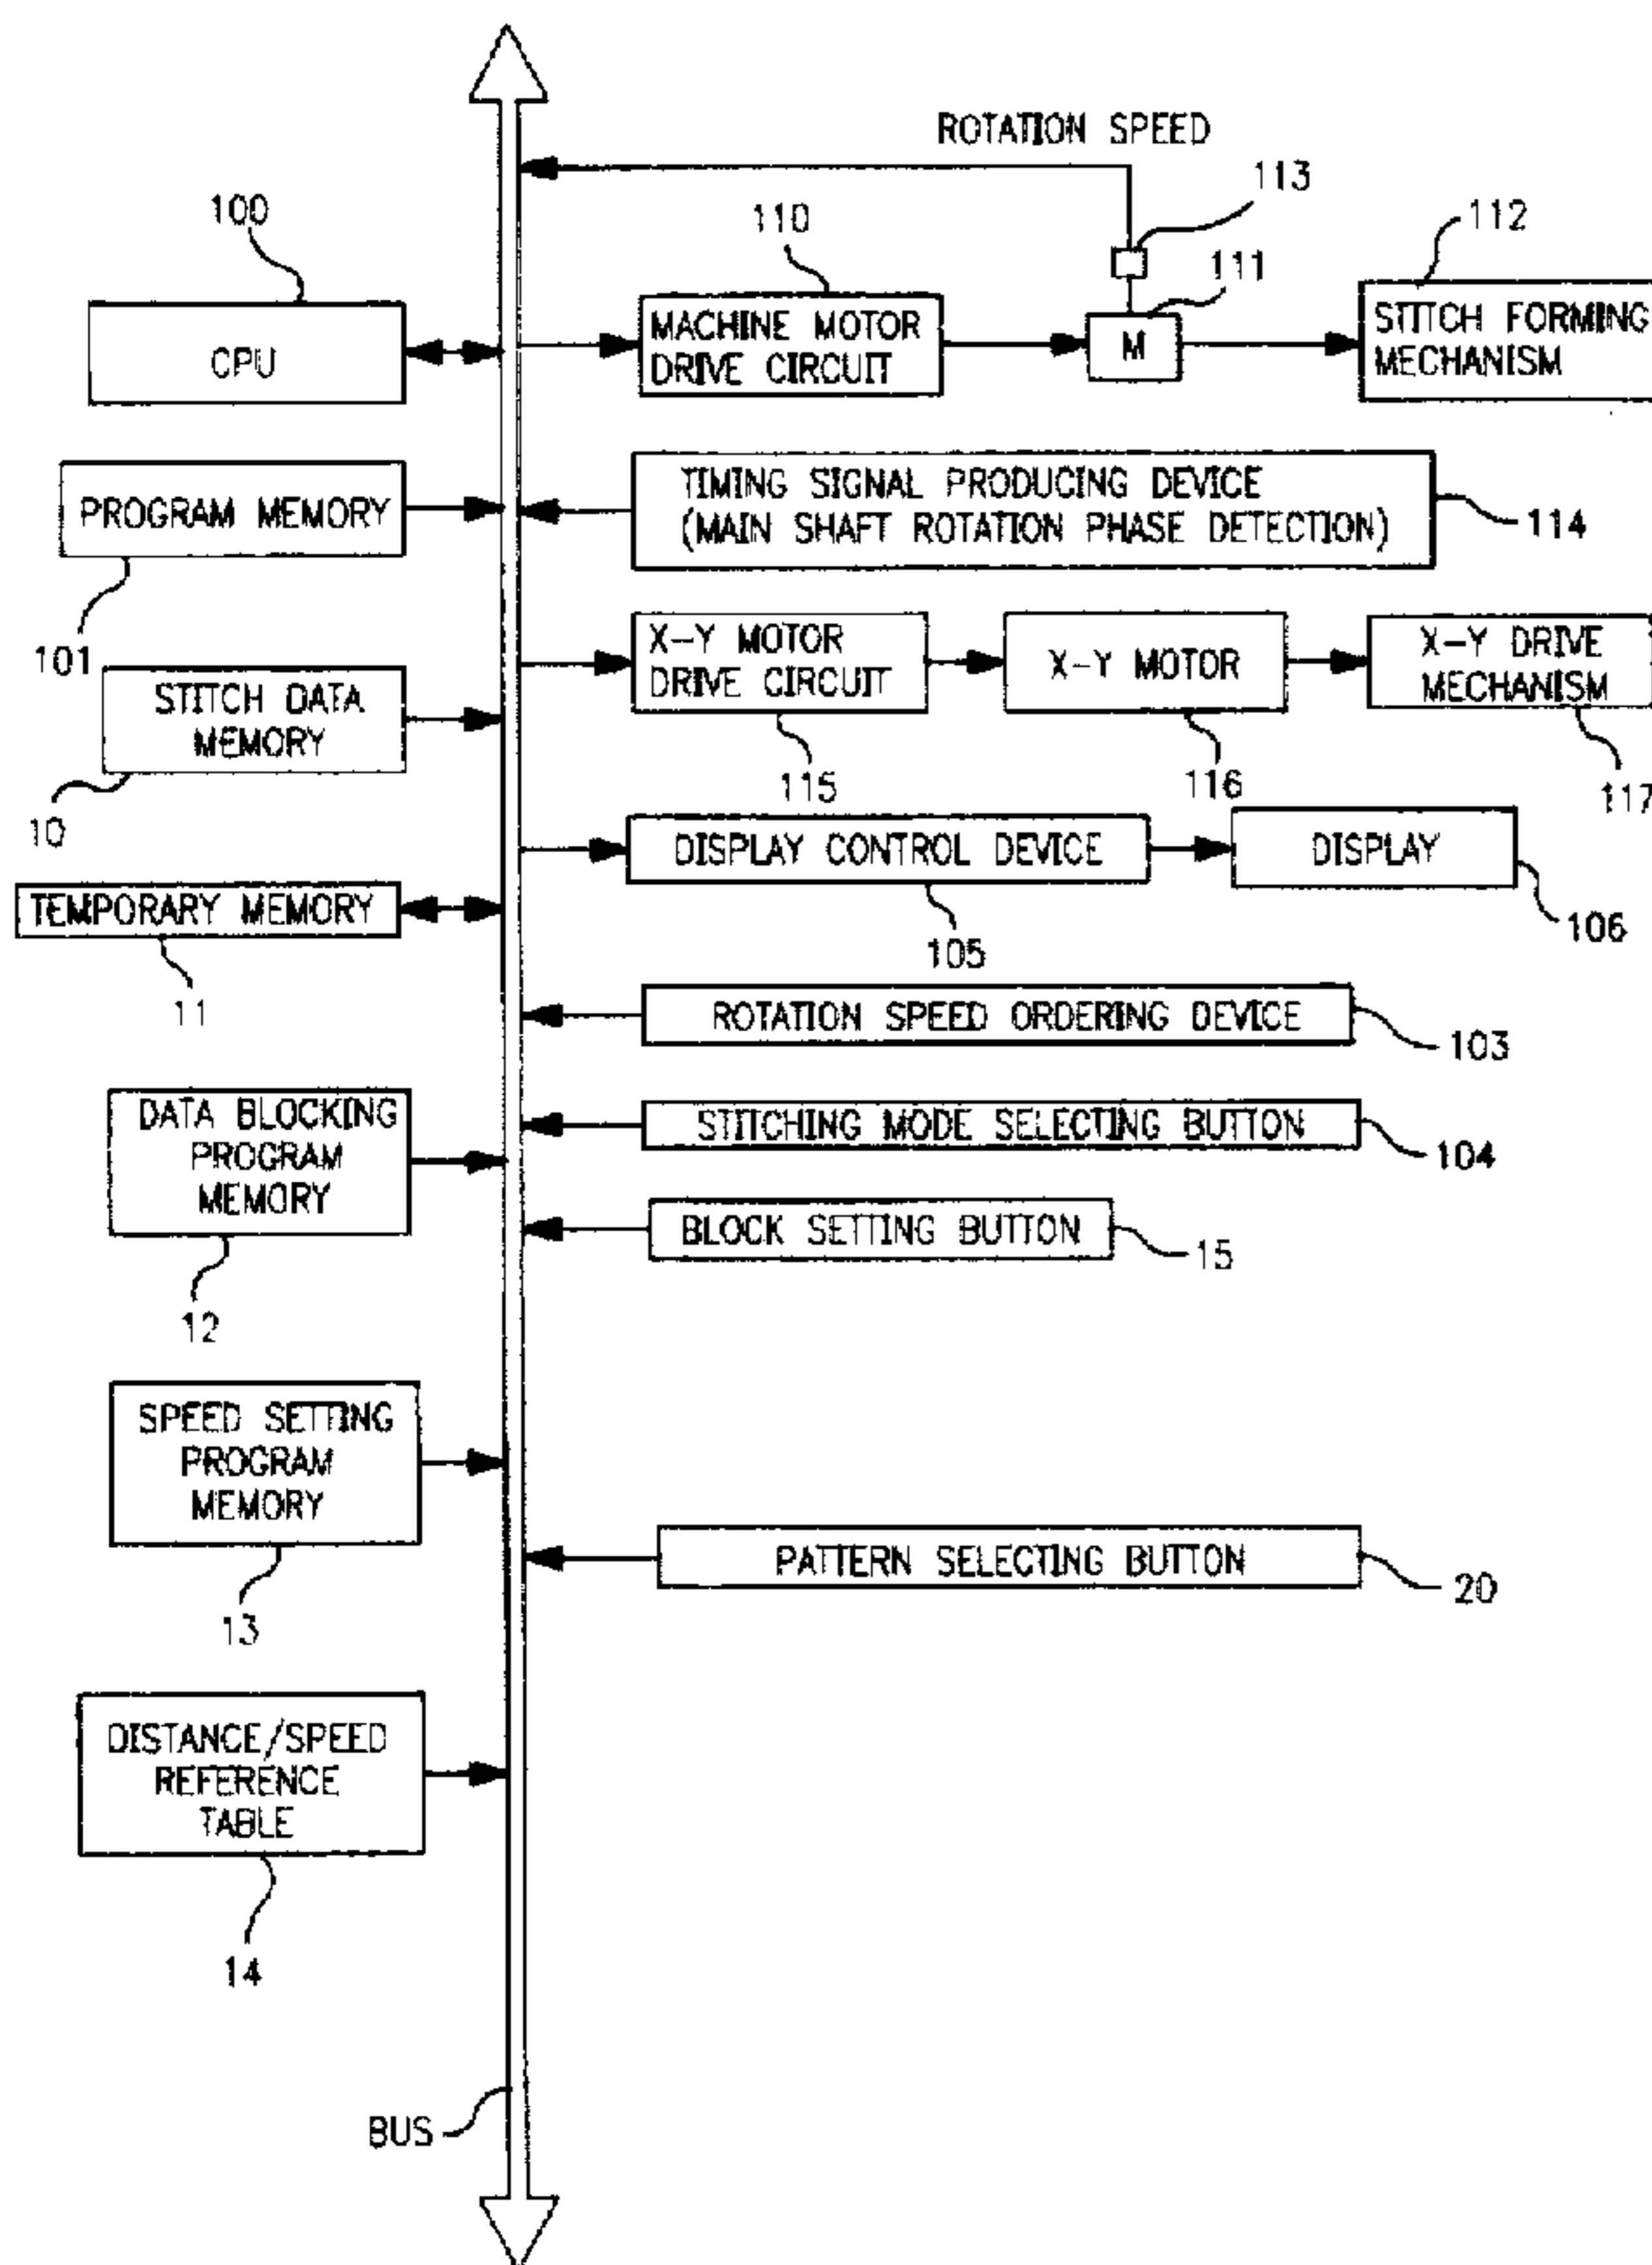 ROTATION SPEED
113
100
110
112
111
CPU
MACHINE MOTOR
DRIVE CIRCUIT
M
STITCH FORMING
MECHANISM
PROGRAM MEMORY
101
TIMING SIGNAL PRODUCING DEVICE
(MAIN SHAFT ROTATION PHASE DETECTION)
114
STITCH DATA
MEMORY
10
X-Y MOTOR
DRIVE CIRCUIT
115
X-Y MOTOR
116
X-Y DRIVE
MECHANISM
117
DISPLAY CONTROL DEVICE
105
DISPLAY
106
TEMPORARY MEMORY
11
ROTATION SPEED ORDERING DEVICE
103
DATA BLOCKING
PROGRAM
MEMORY
12
STITCHING MODE SELECTING BUTTON
104
BLOCK SETTING BUTTON
15
SPEED SETTING
PROGRAM
MEMORY
13
PATTERN SELECTING BUTTON
20
DISTANCE/SPEED
REFERENCE
TABLE
14
BUS